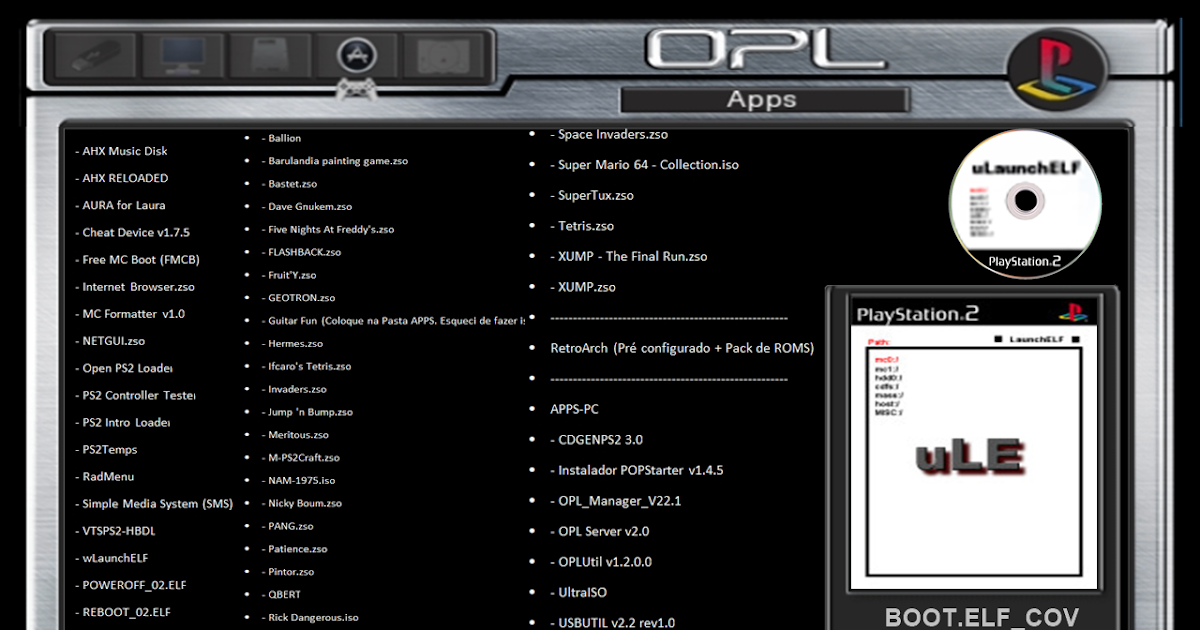 OPL
Apps
- AHX Music Disk
- AHX RELOADED
- AURA for Laura
- Cheat Device v1.7.5
- Free MC Boot (FMCB)
- Internet Browser.zso
- MC Formatter v1.0
- NETGUI.zso
- Open PS2 Loader
- PS2 Controller Tester
- PS2 Intro Loader
- PS2Temps
- RadMenu
- Simple Media System (SMS)
- VTSPS2-HBDL
- wLaunchELF
- POWEROFF_02.ELF
- REBOOT_02.ELF
• - Ballion
• - Barulandia painting game.zso
• - Bastet.zso
• - Dave Gnukem.zso
• - Five Nights At Freddy's.zso
• - FLASHBACK.zso
• - Fruit'Y.zso
• - GEOTRON.zso
• - Guitar Fun (Coloque na Pasta APPS. Esqueci de fazer is
• - Hermes.zso
• - Ifcaro's Tetris.zso
• - Invaders.zso
• - Jump 'n Bump.zso
• - Meritous.zso
• - M-PS2Craft.zso
• - NAM-1975.iso
• - Nicky Boum.zso
• - PANG.zso
• - Patience.zso
• - Pintor.zso
• - QBERT
• - Rick Dangerous.iso
• - Space Invaders.zso
• - Super Mario 64 - Collection.iso
• - SuperTux.zso
• - Tetris.zso
• - XUMP - The Final Run.zso
• - XUMP.zso
• --------------------------------------------------
• RetroArch (Pré configurado + Pack de ROMS)
• --------------------------------------------------
• APPS-PC
• - CDGENPS2 3.0
• - Instalador POPStarter v1.4.5
• - OPL_Manager_V22.1
• - OPL Server v2.0
• - OPLUtil v1.2.0.0
• - UltraISO
• - USBUTIL v2.2 rev1.0
uLaunchELF
PlayStation.2
PlayStation.2
LaunchELF
Path:
mc0:/
mc1:/
hdd0:/
cdfs:/
mass:/
host:/
MISC:/
uLE
BOOT.ELF_COV